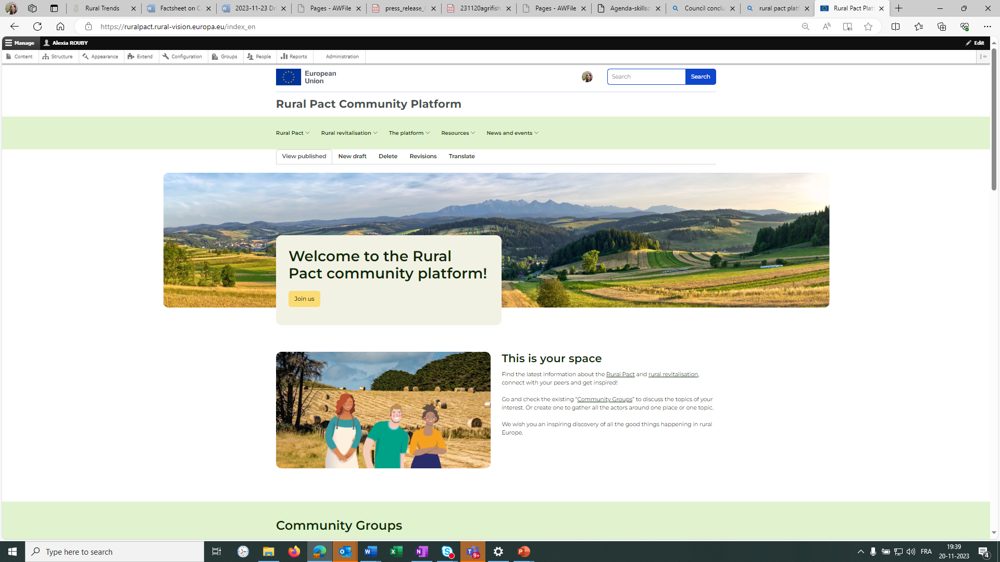 Rural Trends
Factsheet on C
2023-11-23 Dr
Pages - AWFile
press_release_
231120agrifish
Pages - AWFile
Agenda-skillsc
Council conclu
rural pact platf
Rural Pact Plat
https://ruralpact.rural-vision.europa.eu/index_en
Manage
Alexia ROUBY
Edit
Content
Structure
Appearance
Extend
Configuration
Groups
People
Reports
Administration
European
Union
Search
Search
Rural Pact Community Platform
Rural Pact
Rural revitalisation
The platform
Resources
News and events
View published
New draft
Delete
Revisions
Translate
Welcome to the Rural
Pact community platform!
Join us
This is your space
Find the latest information about the Rural Pact and rural revitalisation,
connect with your peers and get inspired!
Go and check the existing “Community Groups” to discuss the topics of your
interest. Or create one to gather all the actors around one place or one topic.
We wish you an inspiring discovery of all the good things happening in rural
Europe.
Community Groups
Type here to search
9+
FRA
19:39
20-11-2023
4